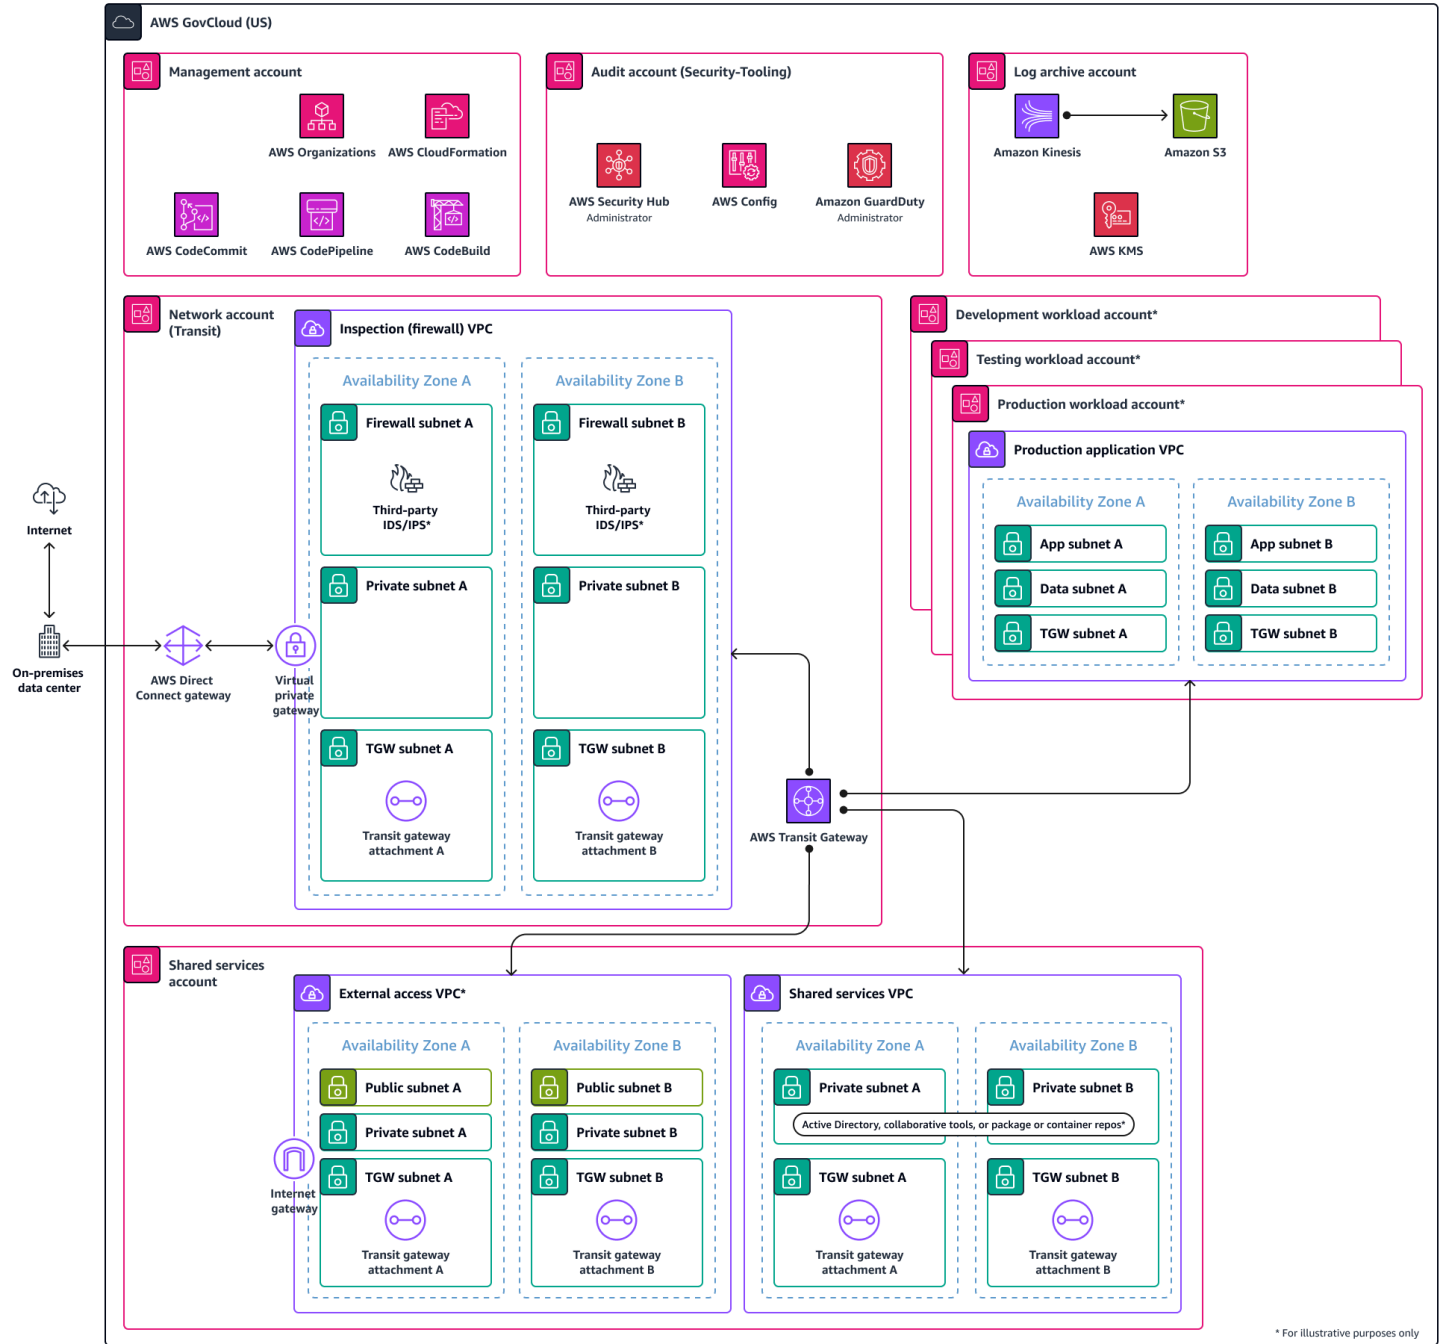 AWS GovCloud (US)
Management account
AWS Organizations
AWS CloudFormation
AWS CodeCommit
AWS CodePipeline
AWS CodeBuild
Audit account (Security-Tooling)
AWS Security Hub
Administrator
AWS Config
Amazon GuardDuty
Administrator
Log archive account
Amazon Kinesis
Amazon S3
AWS KMS
Internet
On-premises
data center
Network account
(Transit)
AWS Direct
Connect gateway
Virtual
private
gateway
Inspection (firewall) VPC
Availability Zone A
Firewall subnet A
Third-party
IDS/IPS*
Private subnet A
TGW subnet A
Transit gateway
attachment A
Availability Zone B
Firewall subnet B
Third-party
IDS/IPS*
Private subnet B
TGW subnet B
Transit gateway
attachment B
AWS Transit Gateway
Development workload account*
Testing workload account*
Production workload account*
Production application VPC
Availability Zone A
App subnet A
Data subnet A
TGW subnet A
Availability Zone B
App subnet B
Data subnet B
TGW subnet B
Shared services
account
External access VPC*
Internet
gateway
Availability Zone A
Public subnet A
Private subnet A
TGW subnet A
Transit gateway
attachment A
Availability Zone B
Public subnet B
Private subnet B
TGW subnet B
Transit gateway
attachment B
Shared services VPC
Availability Zone A
Private subnet A
Availability Zone B
Private subnet B
Active Directory, collaborative tools, or package or container repos*
TGW subnet A
Transit gateway
attachment A
TGW subnet B
Transit gateway
attachment B
* For illustrative purposes only